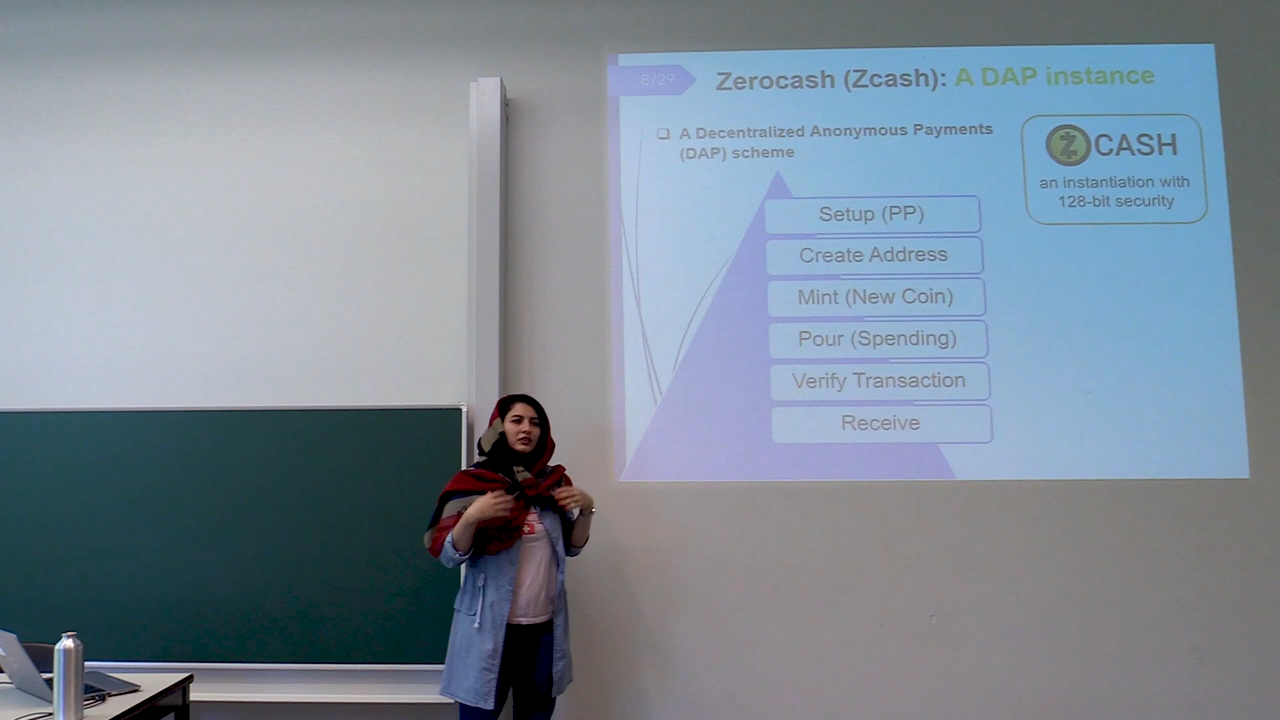 8/29
Zerocash (Zcash): A DAP instance
❑ A Decentralized Anonymous Payments
(DAP) scheme
ZCASH
an instantiation with
128-bit security
Setup (PP)
Create Address
Mint (New Coin)
Pour (Spending)
Verify Transaction
Receive